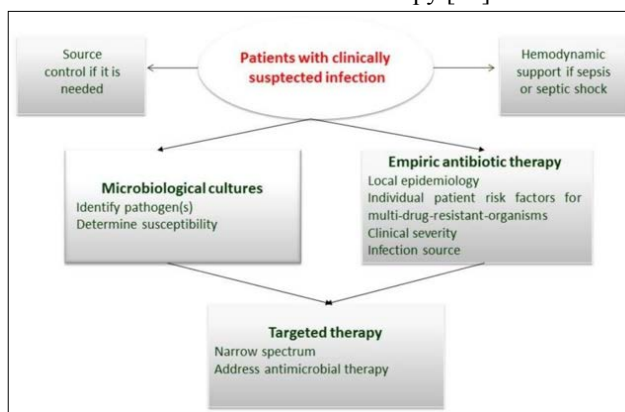 Source
control if it is
needed
Patients with clinically
susptected infection
Hemodynamic
support if sepsis
or septic shock
Microbiological cultures
Identify pathogen(s)
Determine susceptibility
Empiric antibiotic therapy
Local epidemiology
Individual patient risk factors for
multi-drug-resistant-organisms
Clinical severity
Infection source
Targeted therapy
Narrow spectrum
Address antimicrobial therapy